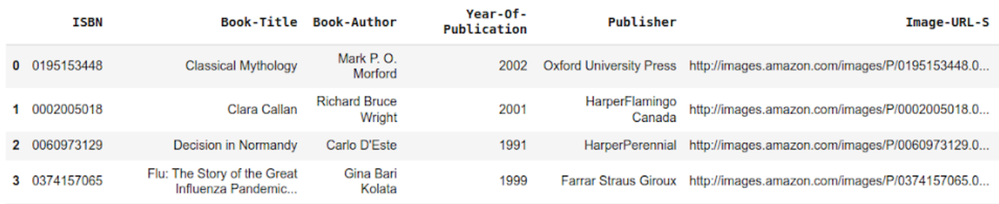 ISBN Book-Title Book-Author Year-Of-Publication Publisher Image-URL-S
0 0195153448 Classical Mythology Mark P. O. Morford 2002 Oxford University Press http://images.amazon.com/images/P/0195153448.0...
1 0002005018 Clara Callan Richard Bruce Wright 2001 HarperFlamingo Canada http://images.amazon.com/images/P/0002005018.0...
2 0060973129 Decision in Normandy Carlo D'Este 1991 HarperPerennial http://images.amazon.com/images/P/0060973129.0...
3 0374157065 Flu: The Story of the Great Influenza Pandemic... Gina Bari Kolata 1999 Farrar Straus Giroux http://images.amazon.com/images/P/0374157065.0...